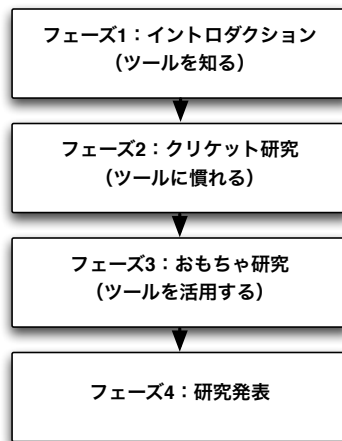 フェーズ1：イントロダクション
（ツールを知る）
フェーズ2：クリケット研究
（ツールに慣れる）
フェーズ3：おもちゃ研究
（ツールを活用する）
フェーズ4：研究発表